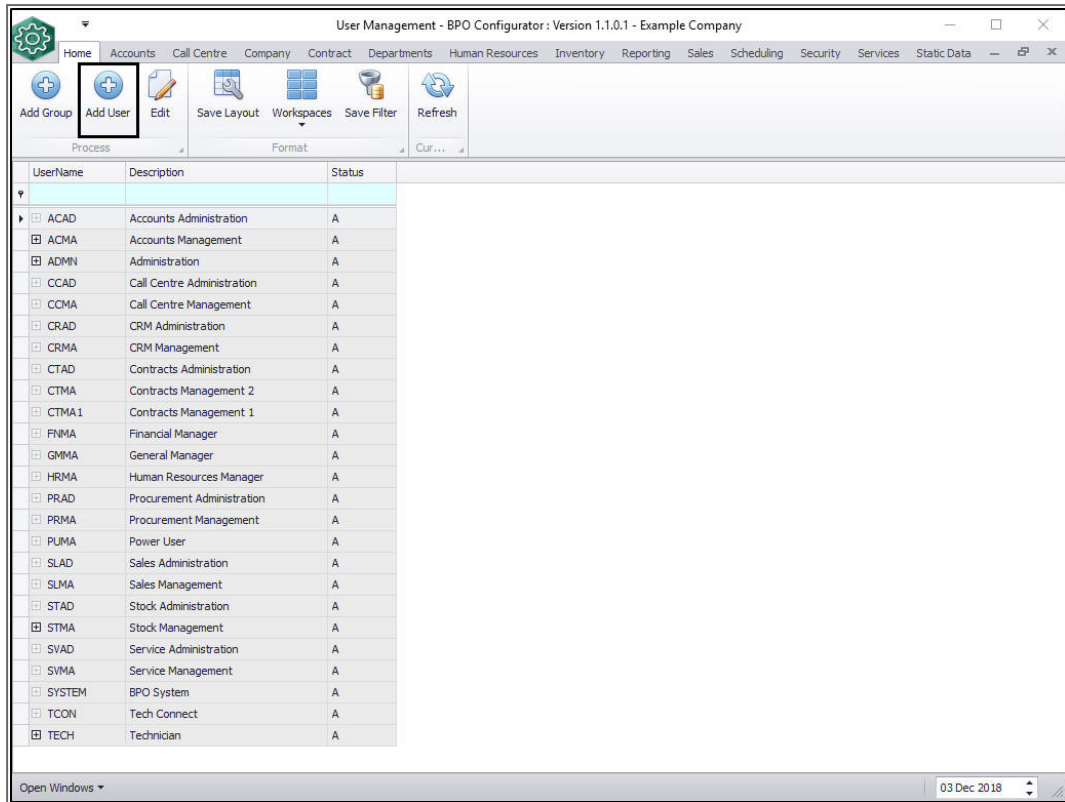 User Management - BPO Configurator : Version 1.1.0.1 - Example Company
Home Accounts Call Centre Company Contract Departments Human Resources Inventory Reporting Sales Scheduling Security Services Static Data
Add Group Add User Edit Save Layout Workspaces Save Filter Refresh
Process Format Cur...
UserName Description Status
ACAD Accounts Administration A
ACMA Accounts Management A
ADMN Administration A
CCAD Call Centre Administration A
CCMA Call Centre Management A
CRAD CRM Administration A
CRMA CRM Management A
CTAD Contracts Administration A
CTMA Contracts Management 2 A
CTMA1 Contracts Management 1 A
FNMA Financial Manager A
GMMA General Manager A
HRMA Human Resources Manager A
PRAD Procurement Administration A
PRMA Procurement Management A
PUMA Power User A
SLAD Sales Administration A
SLMA Sales Management A
STAD Stock Administration A
STMA Stock Management A
SVAD Service Administration A
SVMA Service Management A
SYSTEM BPO System A
TCON Tech Connect A
TECH Technician A
Open Windows 03 Dec 2018